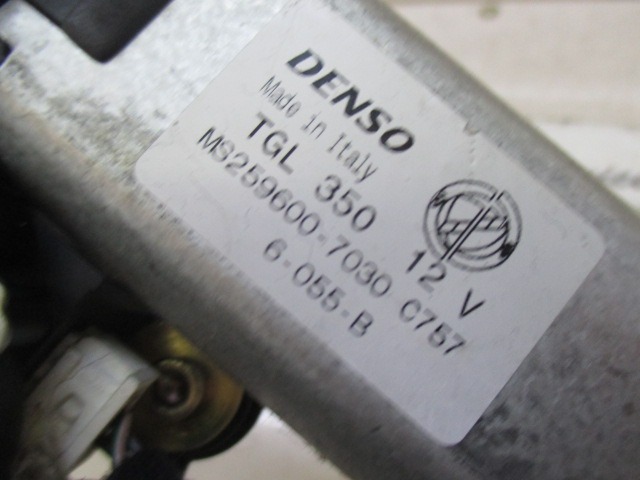 DENSO
Made in Italy
TGL 350 12 V
MS259600-7030 C757
6-055-B